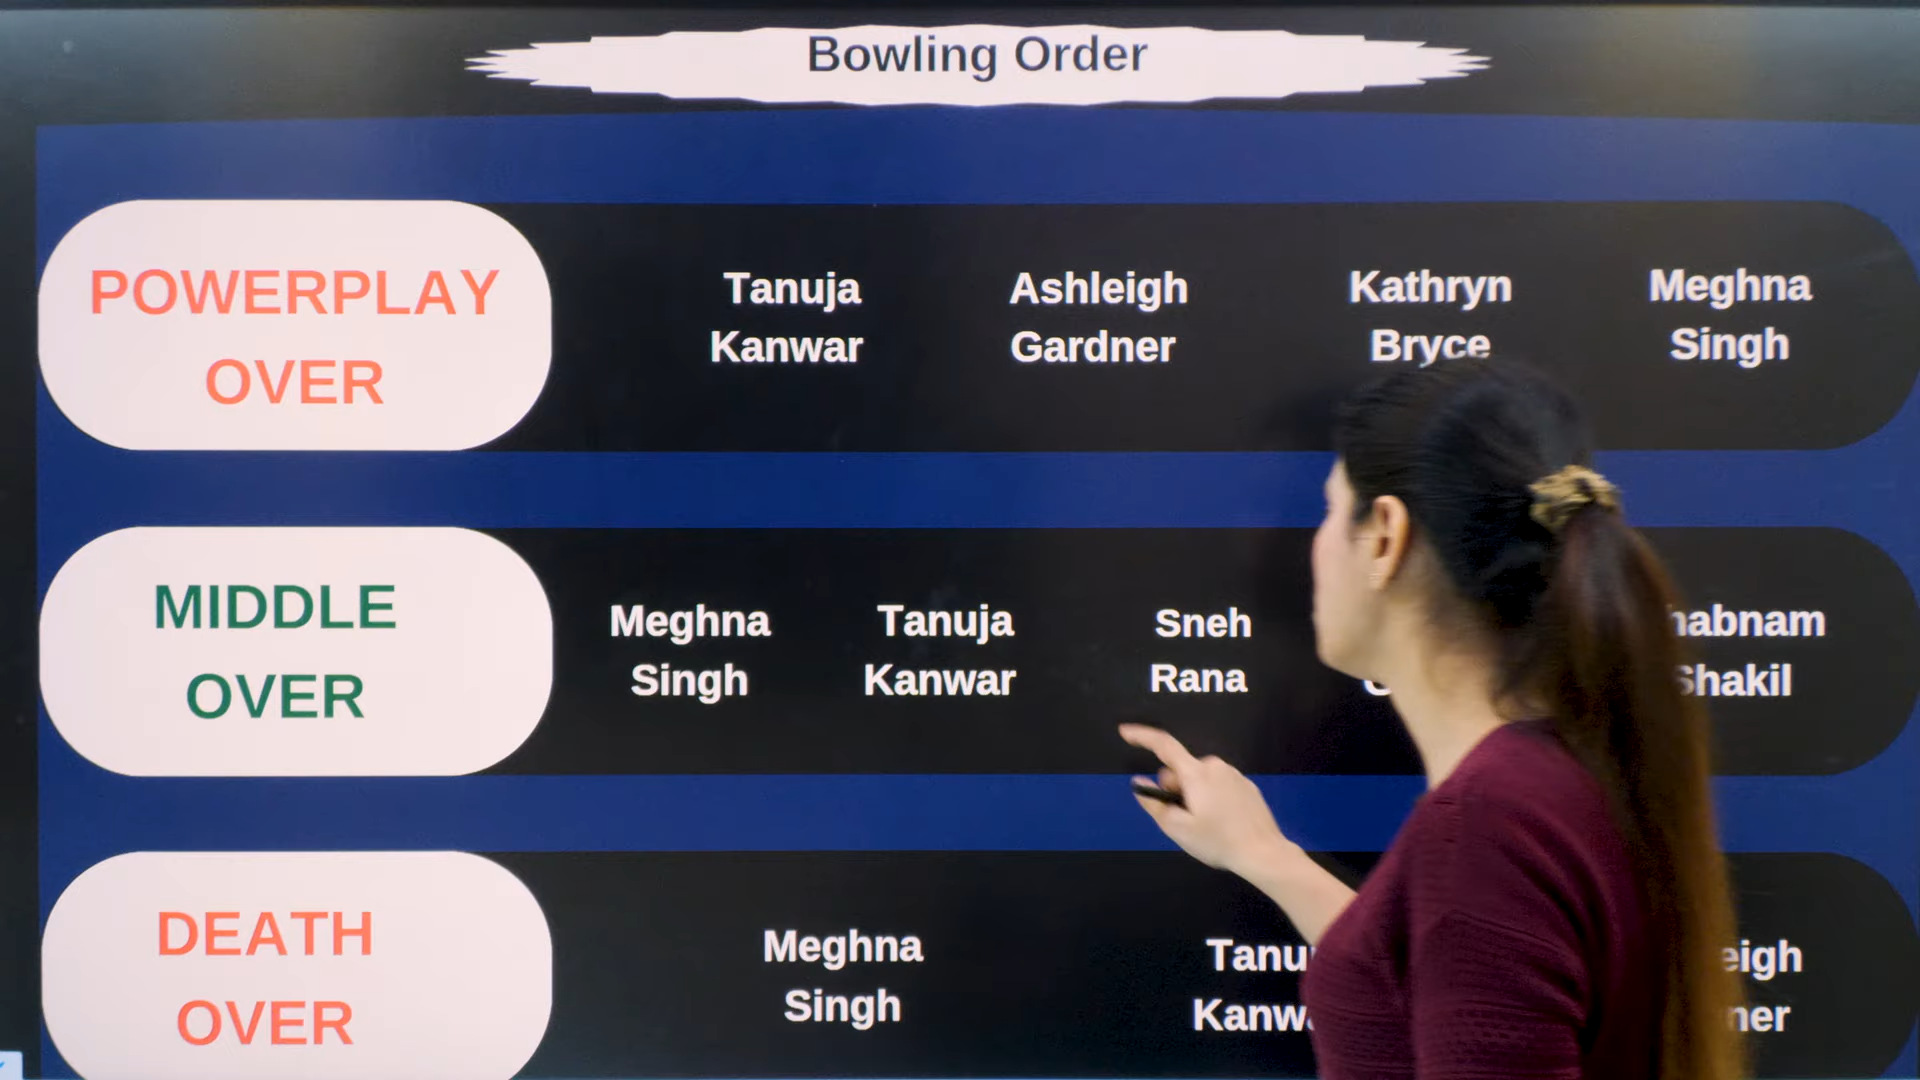 Bowling Order
POWERPLAY
OVER
Tanuja
Kanwar
Ashleigh
Gardner
Kathryn
Bryce
Meghna
Singh
MIDDLE
OVER
Meghna
Singh
Tanuja
Kanwar
Sneh
Rana
Shakil
DEATH
OVER
Meghna
Singh